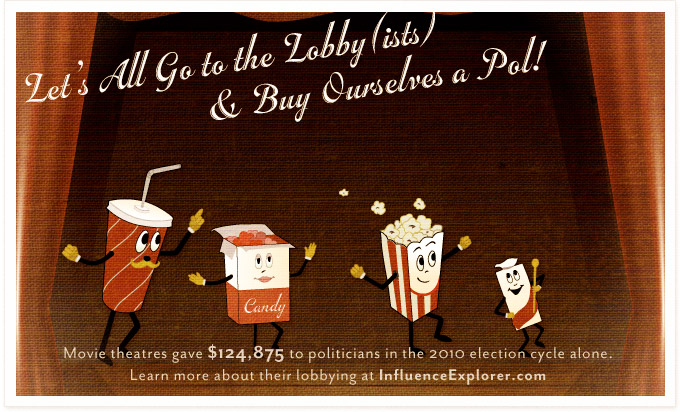 Let's All Go to the Lobby(ists)
& Buy Ourselves a Pol!
Candy
Movie theatres gave $124,875 to politicians in the 2010 election cycle alone.
Learn more about their lobbying at InfluenceExplorer.com